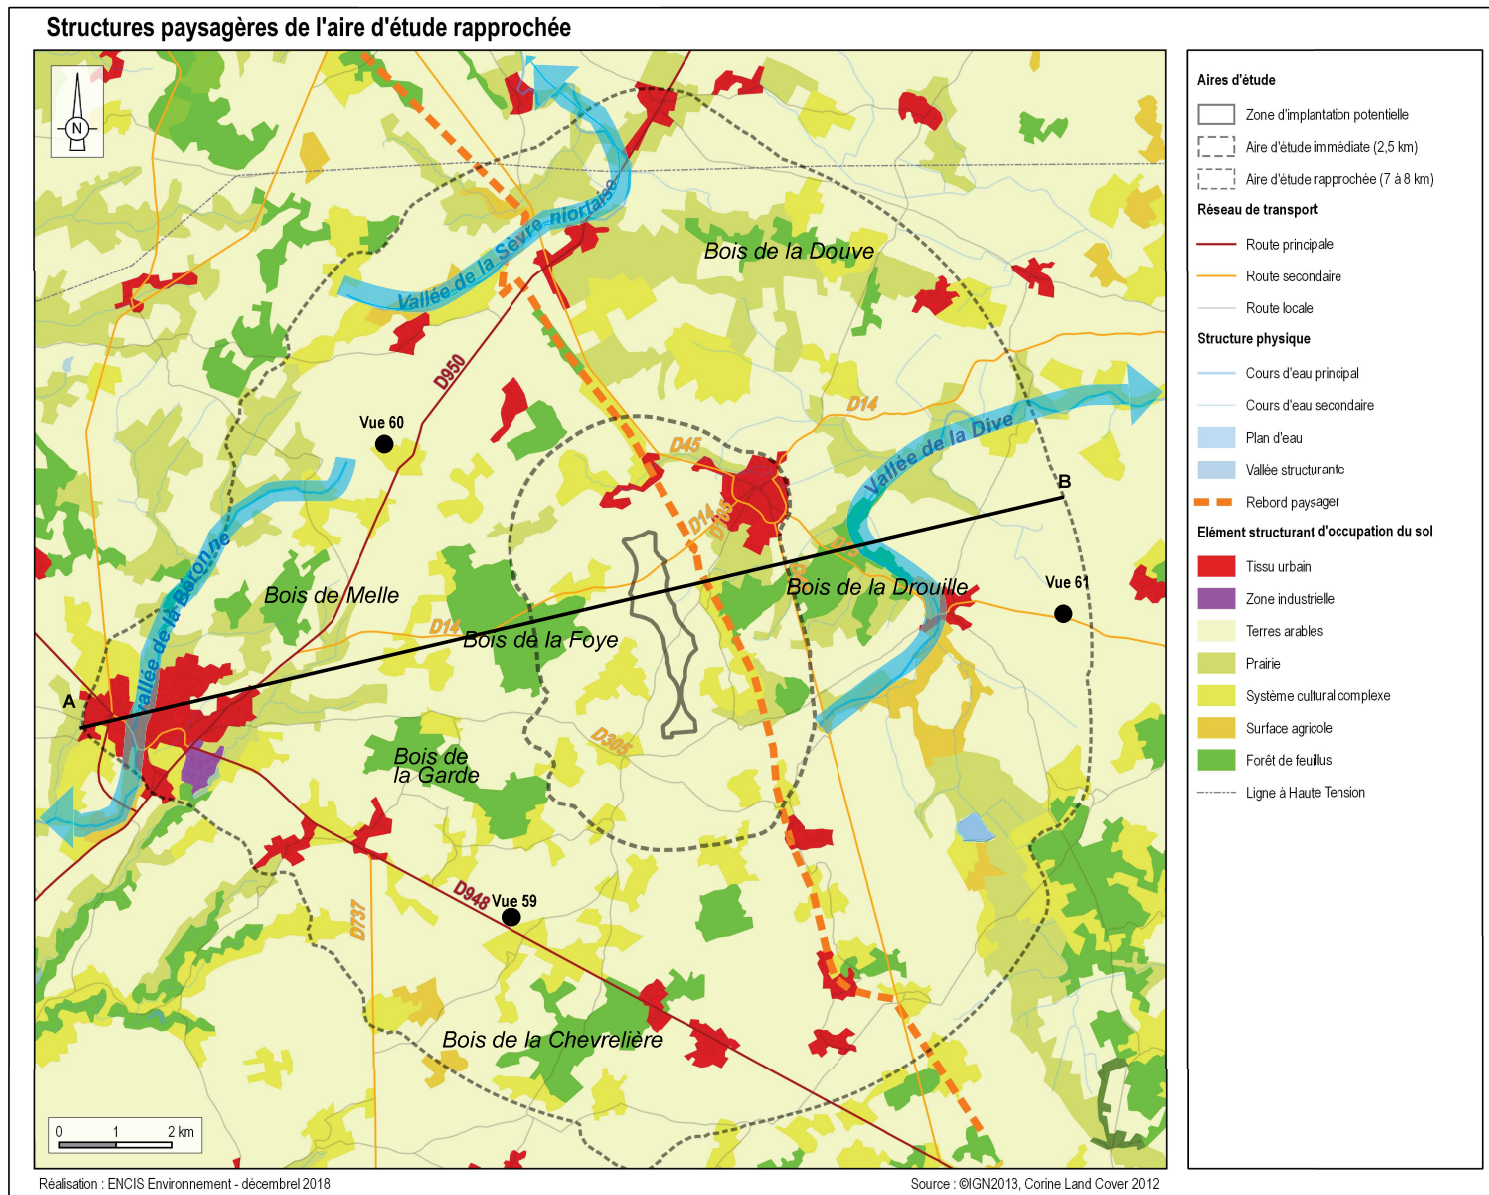 Structures paysagères de l'aire d'étude rapprochée
N
Bois de la Douve
Vallée de la Sèvre niortaise
D950
Vue 60
D14
D45
Vallée de la Dive
B
D14
Vallée de la Béronne
Bois de Melle
Bois de la Drouille
Vue 61
D14
Bois de la Foye
A
D305
Bois de
la Garde
D948
Vue 59
D737
Bois de la Chevrelière
0 1 2 km
Aires d'étude
Zone d'implantation potentielle
Aire d'étude immédiate (2,5 km)
Aire d'étude rapprochée (7 à 8 km)
Réseau de transport
Route principale
Route secondaire
Route locale
Structure physique
Cours d'eau principal
Cours d'eau secondaire
Plan d'eau
Vallée structurante
Rebord paysager
Elément structurant d'occupation du sol
Tissu urbain
Zone industrielle
Terres arables
Prairie
Système cultural complexe
Surface agricole
Forêt de feuillus
Ligne à Haute Tension
Réalisation : ENCIS Environnement - décembrel 2018
Source : ©IGN2013, Corine Land Cover 2012